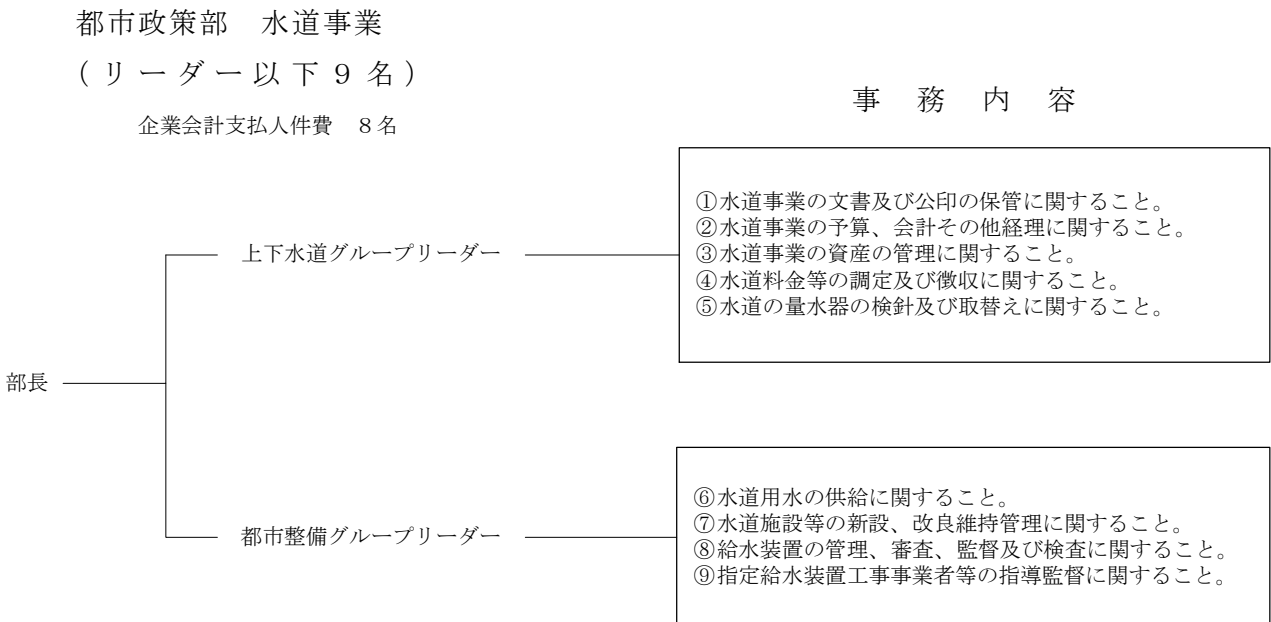 都市政策部　水道事業
(リーダー以下９名)
企業会計支払人件費　８名
事　務　内　容
①水道事業の文書及び公印の保管に関すること。
②水道事業の予算、会計その他経理に関すること。
上下水道グループリーダー
③水道事業の資産の管理に関すること。
④水道料金等の調定及び徴収に関すること。
⑤水道の量水器の検針及び取替えに関すること。
部長
⑥水道用水の供給に関すること。
⑦水道施設等の新設、改良維持管理に関すること。
都市整備グループリーダー
⑧給水装置の管理、審査、監督及び検査に関すること。
⑨指定給水装置工事事業者等の指導監督に関すること。